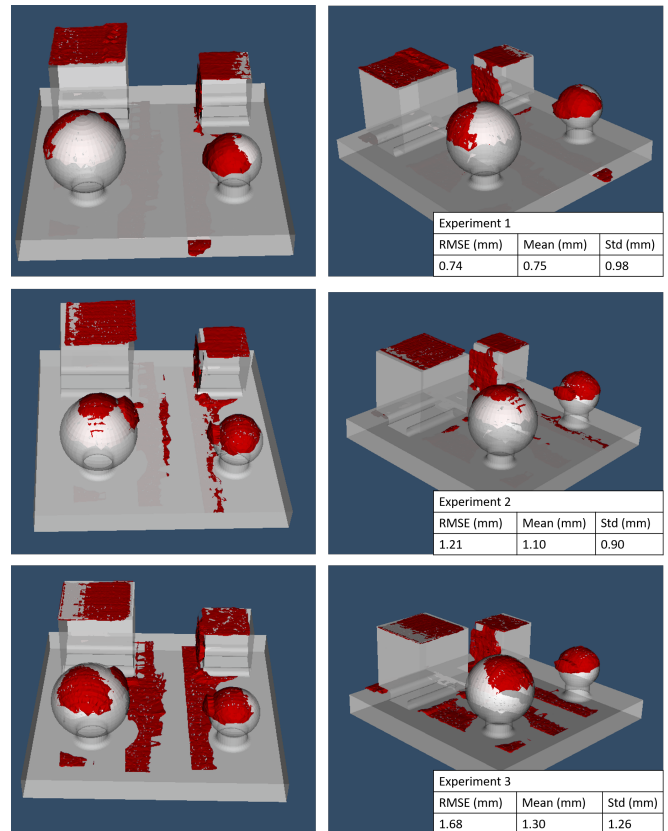 Experiment 1
RMSE (mm) Mean (mm) Std (mm)
0.74 0.75 0.98
Experiment 2
RMSE (mm) Mean (mm) Std (mm)
1.21 1.10 0.90
Experiment 3
RMSE (mm) Mean (mm) Std (mm)
1.68 1.30 1.26